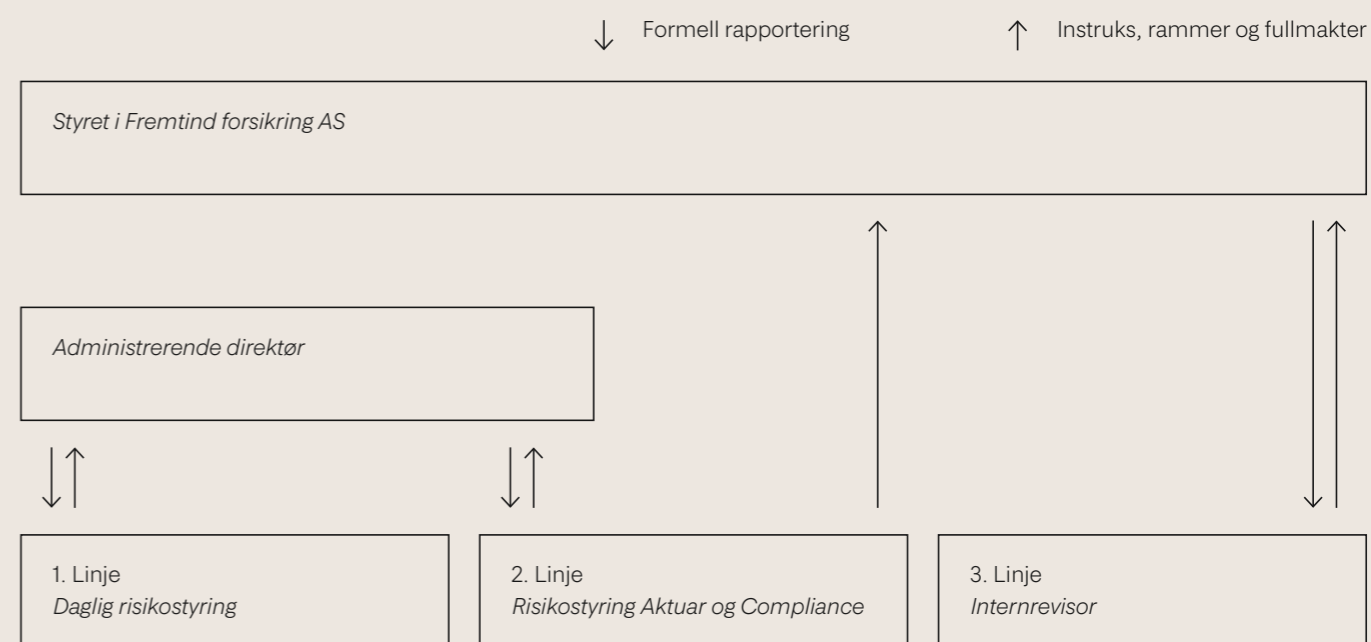 Formell rapportering
Instruks, rammer og fullmakter
Styret i Fremtind forsikring AS
Administrerende direktør
1. Linje
Daglig risikostyring
2. Linje
Risikostyring Aktuar og Compliance
3. Linje
Internrevisor